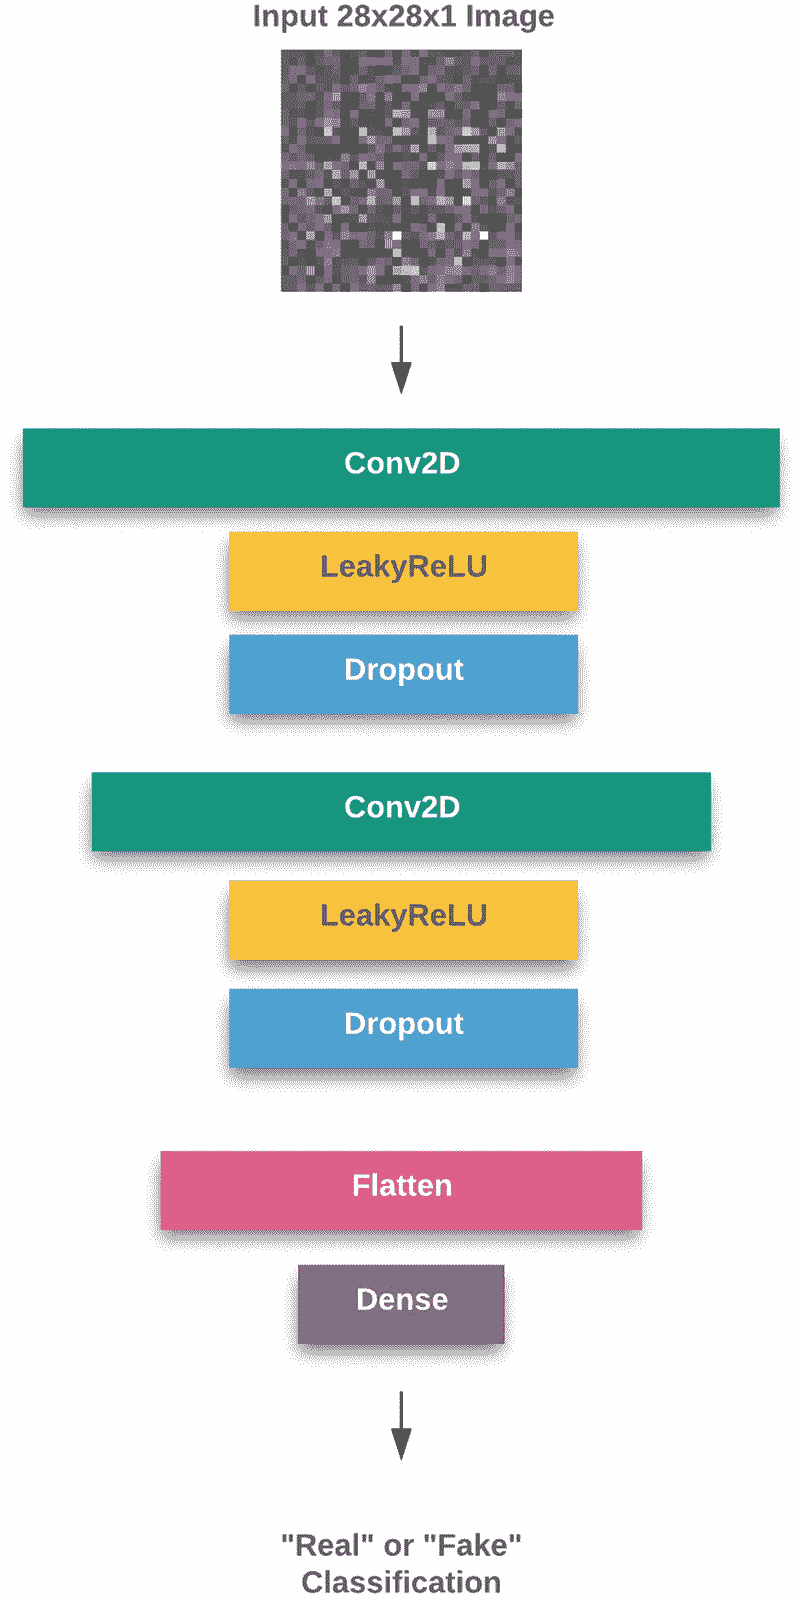 Input 28x28x1 Image
Conv2D
LeakyReLU
Dropout
Conv2D
LeakyReLU
Dropout
Flatten
Dense
"Real" or "Fake"
Classification